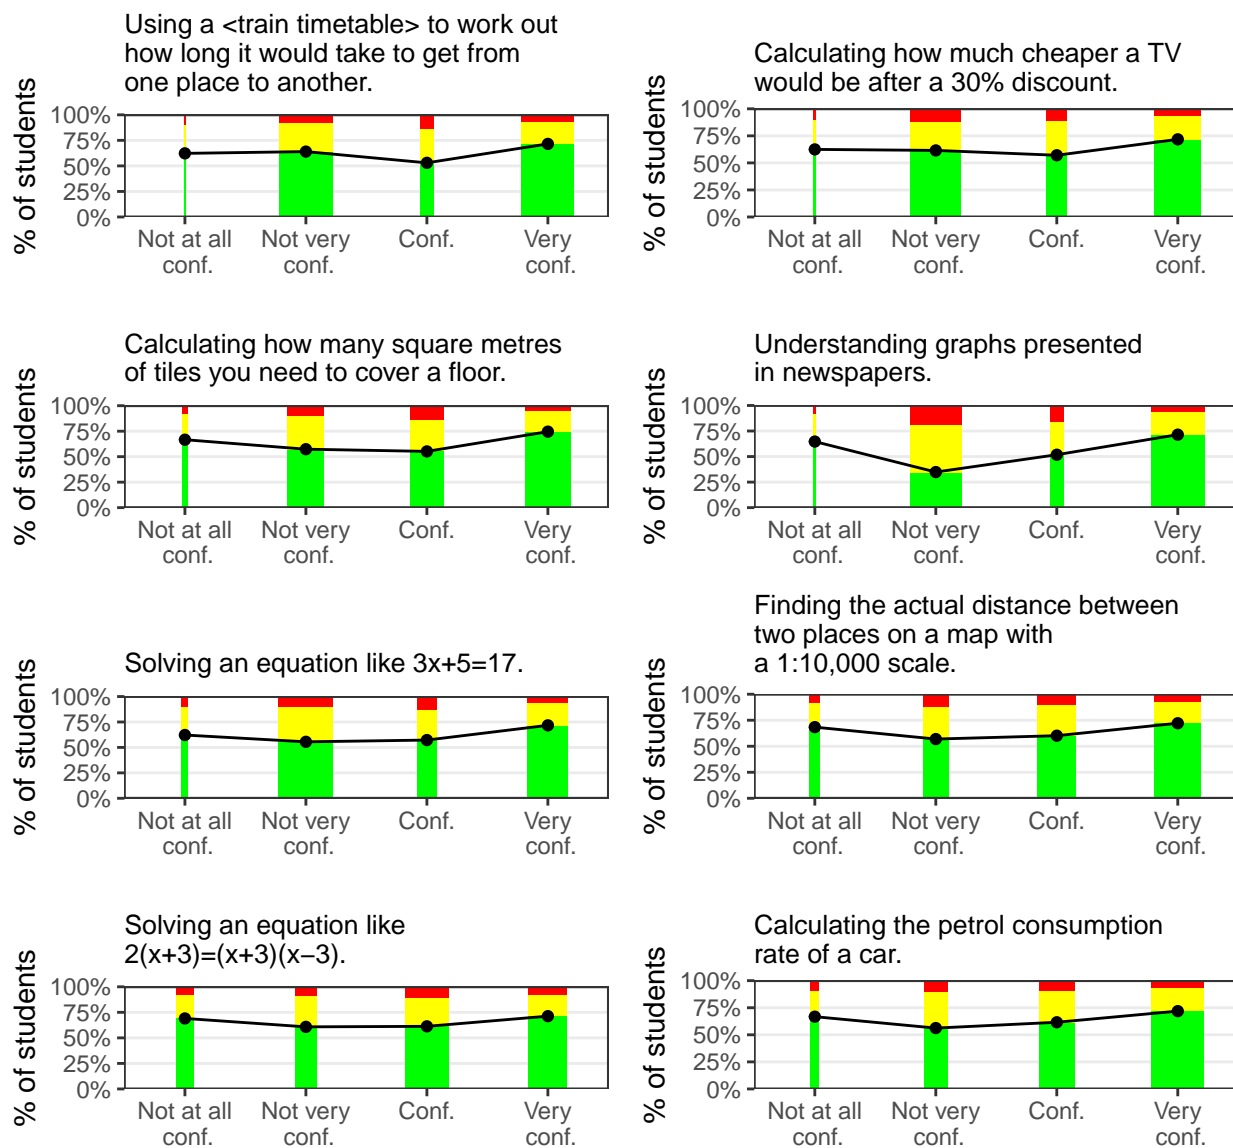 Using a <train timetable> to work out
how long it would take to get from
one place to another.
% of students
100%
75%
50%
25%
0%
Not at all
conf.
Not very
conf.
Conf.
Very
conf.
Calculating how much cheaper a TV
would be after a 30% discount.
% of students
100%
75%
50%
25%
0%
Not at all
conf.
Not very
conf.
Conf.
Very
conf.
Calculating how many square metres
of tiles you need to cover a floor.
% of students
100%
75%
50%
25%
0%
Not at all
conf.
Not very
conf.
Conf.
Very
conf.
Understanding graphs presented
in newspapers.
% of students
100%
75%
50%
25%
0%
Not at all
conf.
Not very
conf.
Conf.
Very
conf.
Solving an equation like 3x+5=17.
% of students
100%
75%
50%
25%
0%
Not at all
conf.
Not very
conf.
Conf.
Very
conf.
Finding the actual distance between
two places on a map with
a 1:10,000 scale.
% of students
100%
75%
50%
25%
0%
Not at all
conf.
Not very
conf.
Conf.
Very
conf.
Solving an equation like
2(x+3)=(x+3)(x−3).
% of students
100%
75%
50%
25%
0%
Not at all
conf.
Not very
conf.
Conf.
Very
conf.
Calculating the petrol consumption
rate of a car.
% of students
100%
75%
50%
25%
0%
Not at all
conf.
Not very
conf.
Conf.
Very
conf.